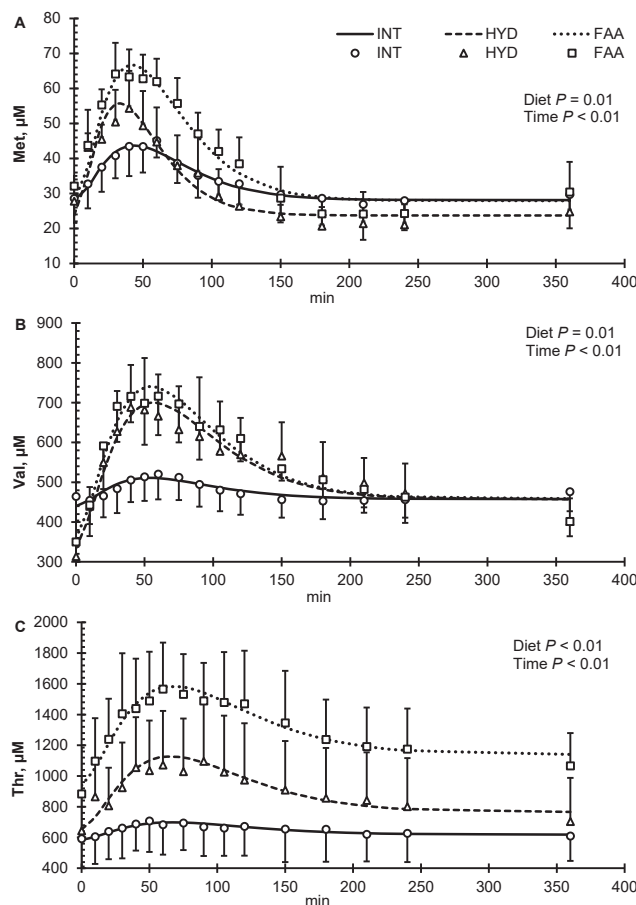 A
INT HYD FAA
INT HYD FAA
Diet P = 0.01
Time P < 0.01
Met, µM
80
70
60
50
40
30
20
10
0 50 100 150 200 250 300 350 400
min
B
Diet P = 0.01
Time P < 0.01
Val, µM
900
800
700
600
500
400
300
0 50 100 150 200 250 300 350 400
min
C
Diet P < 0.01
Time P < 0.01
Thr, µM
2000
1800
1600
1400
1200
1000
800
600
400
0 50 100 150 200 250 300 350 400
min